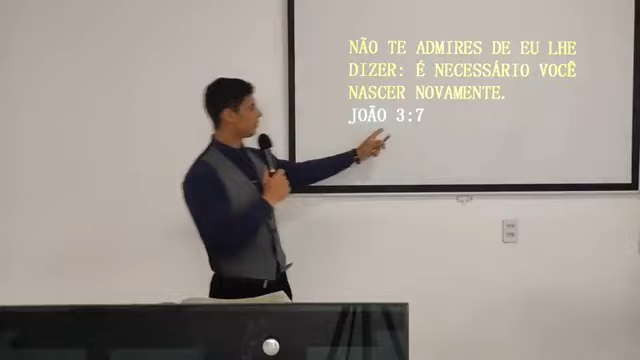 NÃO TE ADMIRES DE EU LHE
DIZER: É NECESSÁRIO VOCÊ
NASCER NOVAMENTE.
JOÃO 3:7